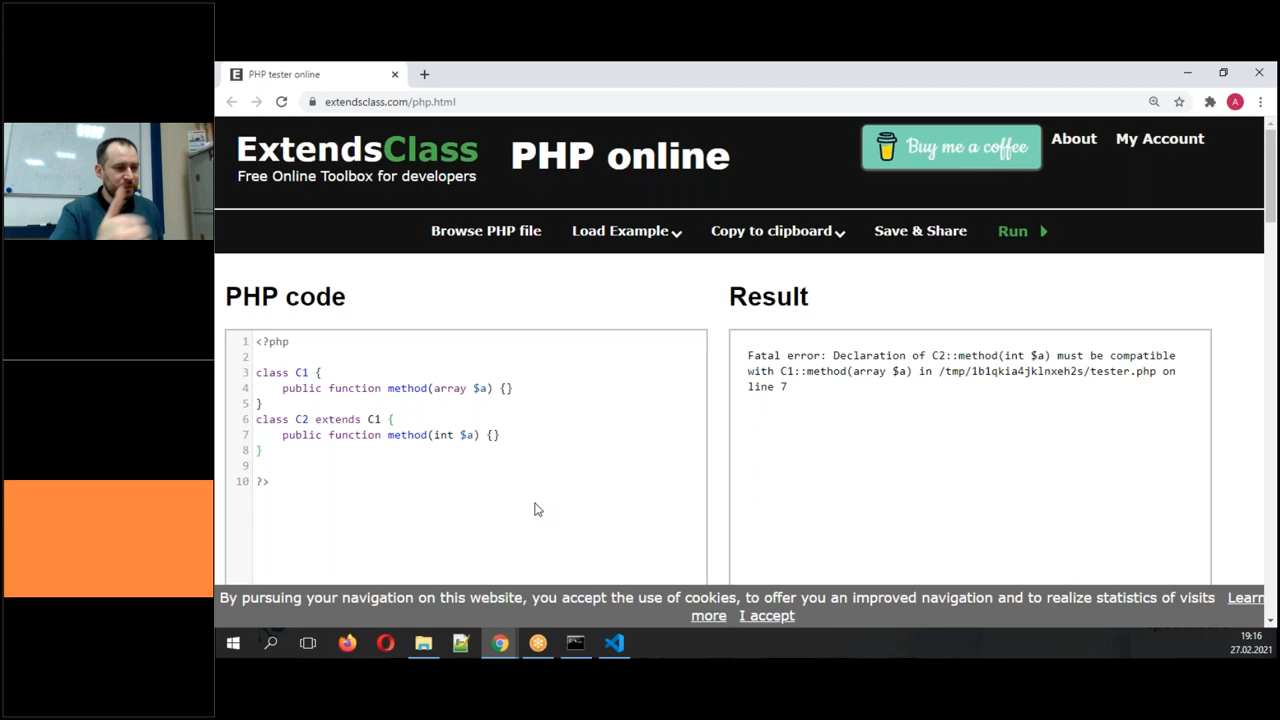 PHP tester online
extendsclass.com/php.html
A
ExtendsClass
Free Online Toolbox for developers
PHP online
Buy me a coffee
About
My Account
Browse PHP file
Load Example
Copy to clipboard
Save & Share
Run
PHP code
Result
1 <?php
2
3 class C1 {
4 public function method(array $a) {}
5 }
6 class C2 extends C1 {
7 public function method(int $a) {}
8 }
9
10 ?>
Fatal error: Declaration of C2::method(int $a) must be compatible
with C1::method(array $a) in /tmp/1b1qkia4jklnxeh2s/tester.php on
line 7
By pursuing your navigation on this website, you accept the use of cookies, to offer you an improved navigation and to realize statistics of visits Learn
more I accept
19:16
27.02.2021